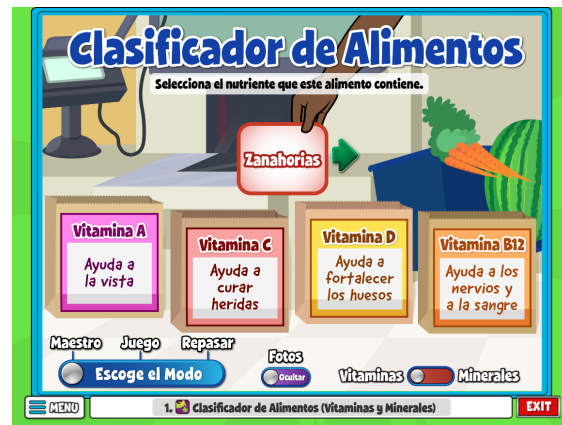 Clasificador de Alimentos
Selecciona el nutriente que este alimento contiene.
Zanahorias
Vitamina A
Ayuda a
la vista
Vitamina C
Ayuda a
curar
heridas
Vitamina D
Ayuda a
fortalecer
los huesos
Vitamina B12
Ayuda a los
nervios y
a la sangre
Maestro Juego Repasar
Escoge el Modo
Fotos
Ocultar
Vitaminas Minerales
MENU
1. Clasificador de Alimentos (Vitaminas y Minerales)
EXIT